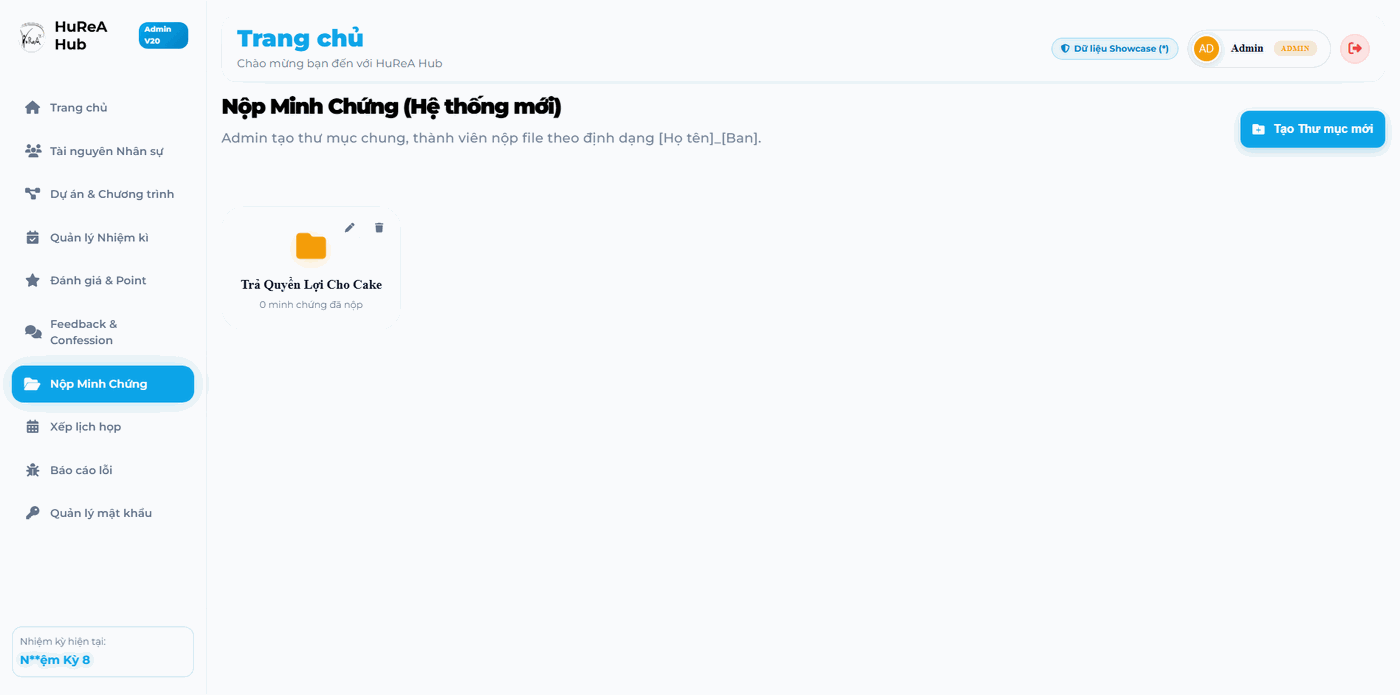 HuReA
Hub
Admin
V20
Trang chủ
Tài nguyên Nhân sự
Dự án & Chương trình
Quản lý Nhiệm kì
Đánh giá & Point
Feedback &
Confession
Nộp Minh Chứng
Xếp lịch họp
Báo cáo lỗi
Quản lý mật khẩu
Nhiệm kỳ hiện tại:
N**ệm Kỳ 8
Trang chủ
Chào mừng bạn đến với HuReA Hub
Dữ liệu Showcase (*)
AD
Admin
ADMIN
Nộp Minh Chứng (Hệ thống mới)
Admin tạo thư mục chung, thành viên nộp file theo định dạng [Họ tên]_[Ban].
Tạo Thư mục mới
Trả Quyền Lợi Cho Cake
0 minh chứng đã nộp